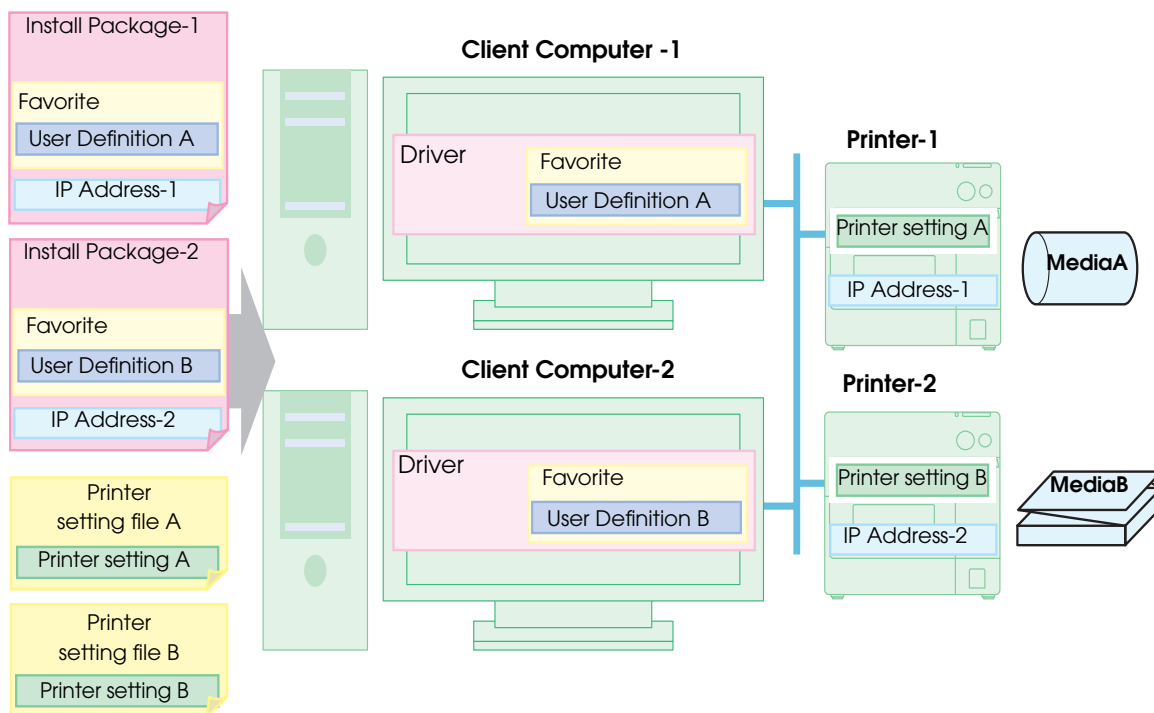 Install Package-1
Favorite
User Definition A
IP Address-1
Install Package-2
Favorite
User Definition B
IP Address-2
Printer
setting file A
Printer setting A
Printer
setting file B
Printer setting B
Client Computer -1
Driver
Favorite
User Definition A
Client Computer-2
Driver
Favorite
User Definition B
Printer-1
Printer setting A
IP Address-1
MediaA
Printer-2
Printer setting B
IP Address-2
MediaB